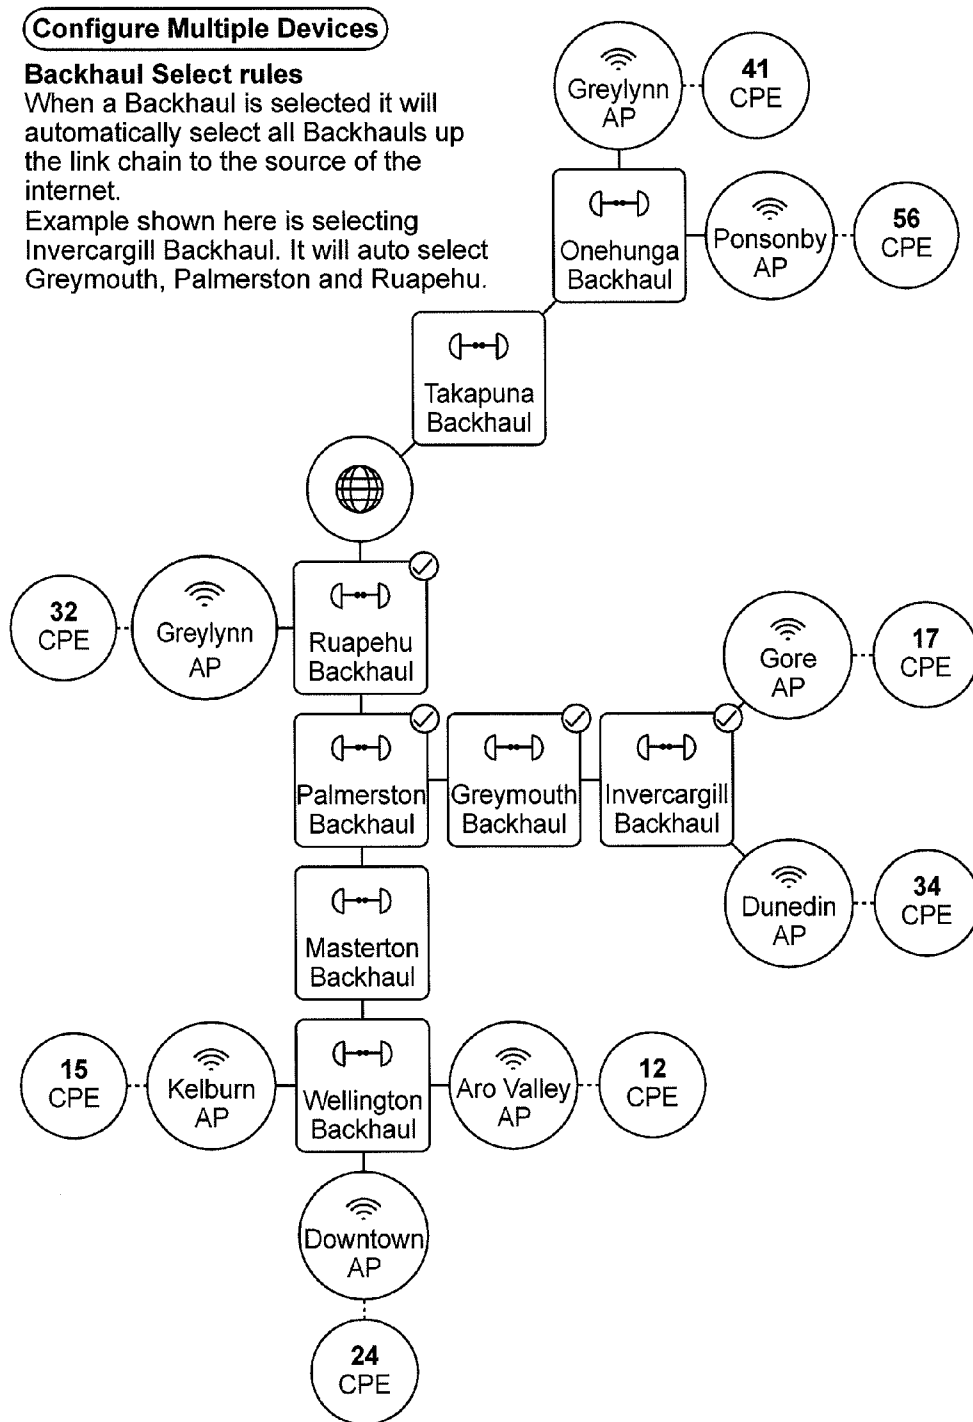 Configure Multiple Devices
Backhaul Select rules
When a Backhaul is selected it will
automatically select all Backhauls up
the link chain to the source of the
internet.
Example shown here is selecting
Invercargill Backhaul. It will auto select
Greymouth, Palmerston and Ruapehu.
Greylynn
AP
41
CPE
Onehunga
Backhaul
Ponsonby
AP
56
CPE
Takapuna
Backhaul
32
CPE
Greylynn
AP
Ruapehu
Backhaul
Gore
AP
17
CPE
Palmerston
Backhaul
Greymouth
Backhaul
Invercargill
Backhaul
Dunedin
AP
34
CPE
Masterton
Backhaul
15
CPE
Kelburn
AP
Wellington
Backhaul
Aro Valley
AP
12
CPE
Downtown
AP
24
CPE